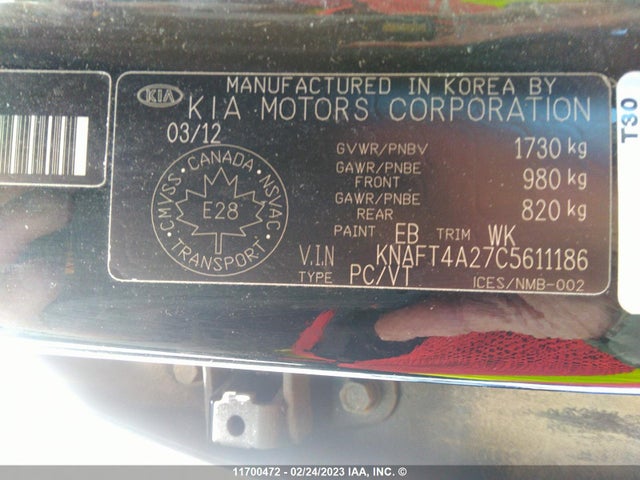 MANUFACTURED IN KOREA BY
KIA KIA MOTORS CORPORATION
03/12
GVWR/PNBV 1730 kg
GAWR/PNBE FRONT 980 kg
GAWR/PNBE REAR 820 kg
CMVSS · CANADA · NSVAC
TRANSPORT
E28
PAINT EB TRIM WK
V.I.N KNAFT4A27C5611186
TYPE PC/VT
ICES/NMB-002
T30
11700472 - 02/24/2023 IAA, INC. ©